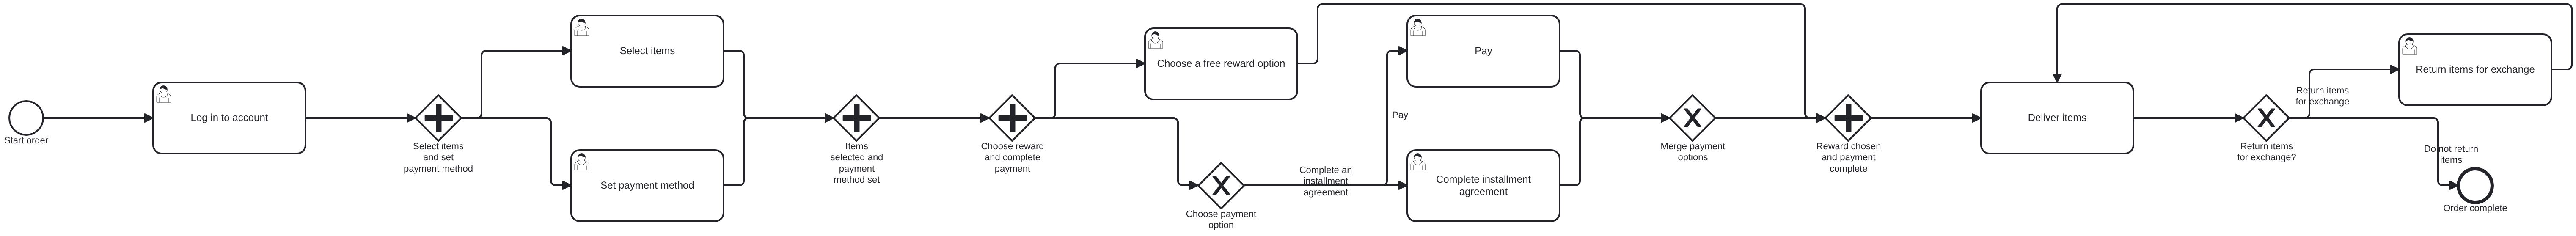 Start order
Log in to account
Select items
and set
payment method
Select items
Set payment method
Items
selected and
payment
method set
Choose reward
and complete
payment
Choose a free reward option
Choose payment
option
Complete an
installment
agreement
Pay
Pay
Complete installment
agreement
Merge payment
options
Reward chosen
and payment
complete
Deliver items
Return items
for exchange?
Return items
for exchange
Return items for exchange
Do not return
items
Order complete